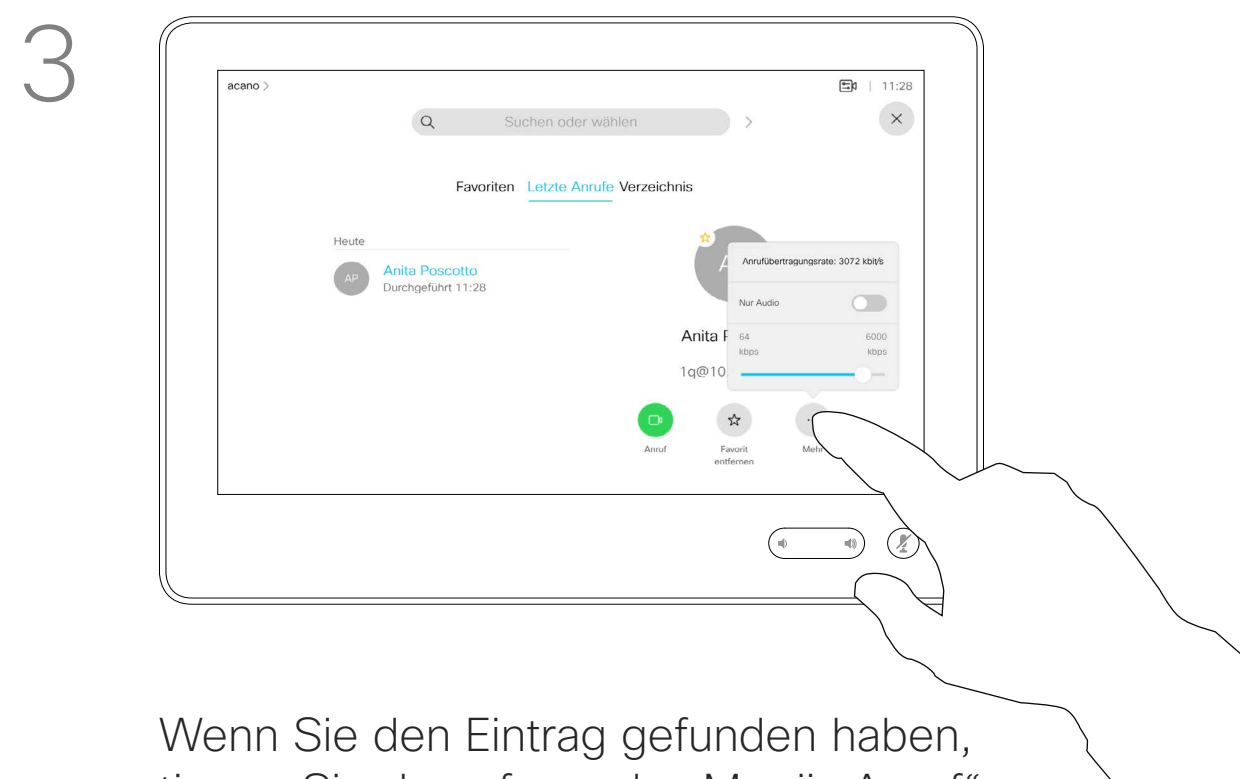 3
acano >
11:28
Suchen oder wählen
Favoriten Letzte Anrufe Verzeichnis
Heute
AP
Anita Poscotto
Durchgeführt 11:28
Anrufübertragungsrate: 3072 kbit/s
Nur Audio
64 6000
kbps kbps
A
Anita
1q@10.
Anruf Favorit Mehr
entfernen
Wenn Sie den Eintrag gefunden haben,